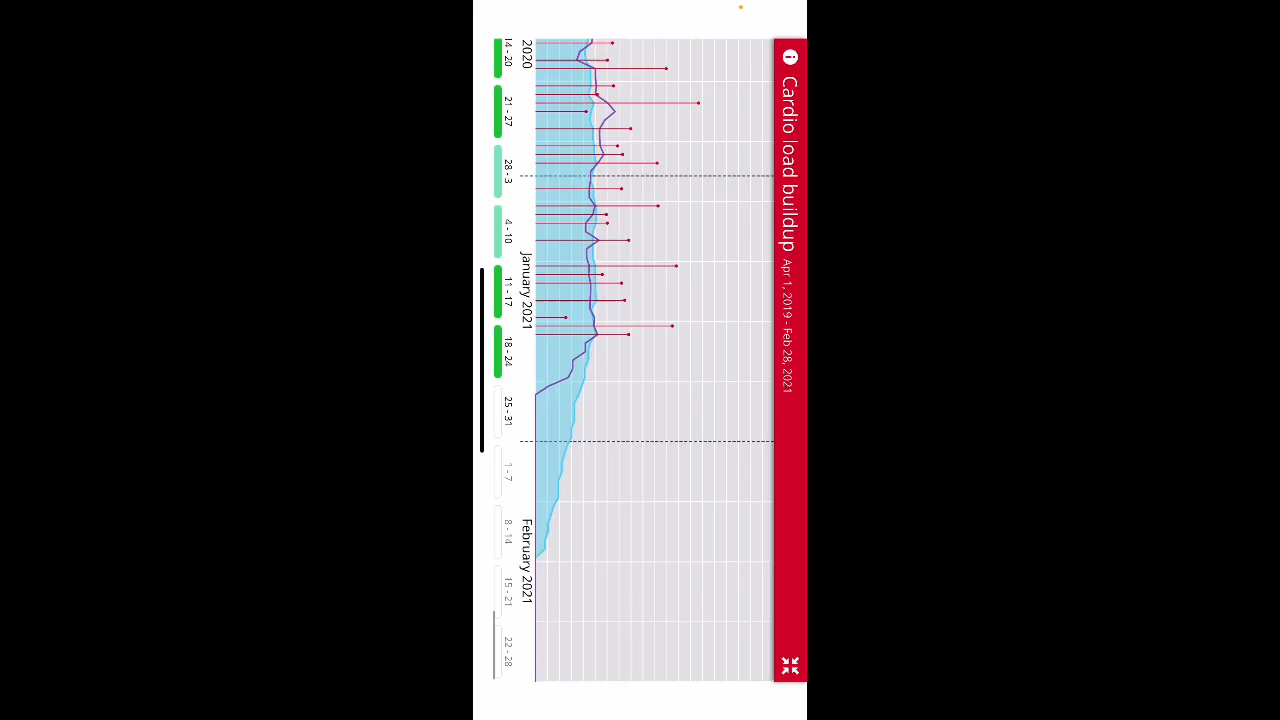 Cardio load buildup Apr 1, 2019 - Feb 28, 2021
2020
January 2021
February 2021
14 - 20
21 - 27
28 - 3
4 - 10
11 - 17
18 - 24
25 - 31
1 - 7
8 - 14
15 - 21
22 - 28